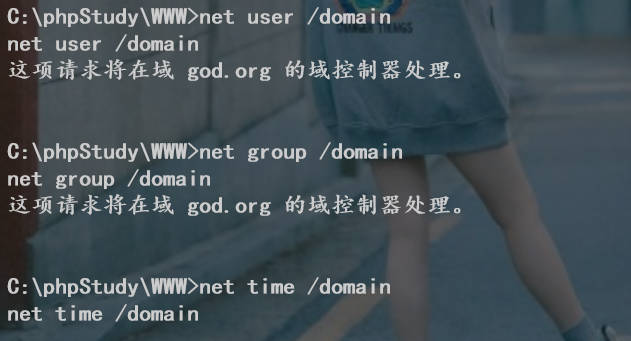 C:\phpStudy\WWW>net user /domain
net user /domain
这项请求将在域 god.org 的域控制器处理。
C:\phpStudy\WWW>net group /domain
net group /domain
这项请求将在域 god.org 的域控制器处理。
C:\phpStudy\WWW>net time /domain
net time /domain